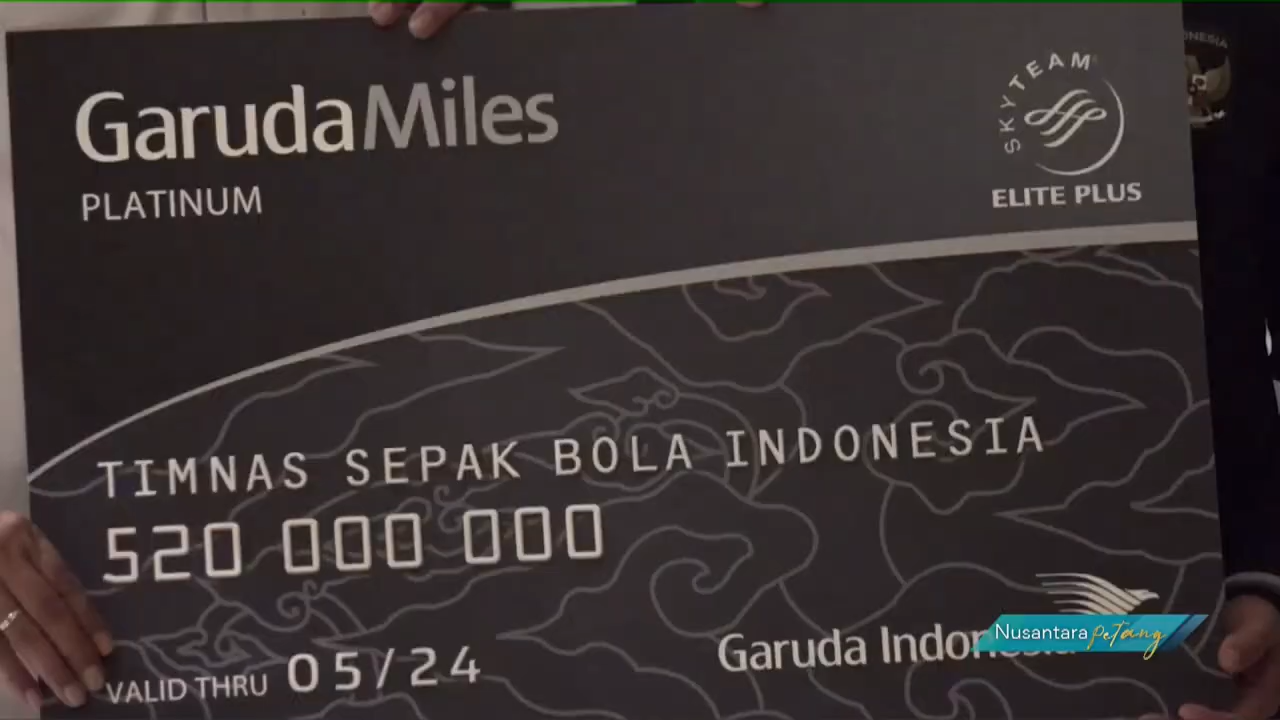 GarudaMiles
PLATINUM
SKYTEAM
ELITE PLUS
ONESIA
TIMNAS SEPAK BOLA INDONESIA
520 000 000
VALID THRU 05/24
Garuda Indonesia
Nusantara Petang